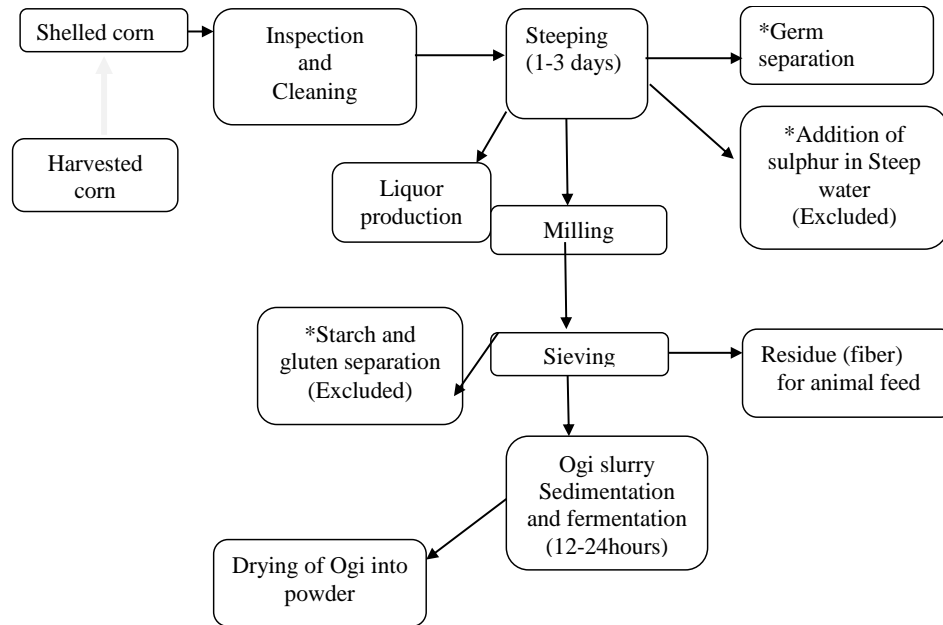 Shelled corn
Inspection
and
Cleaning
Steeping
(1-3 days)
*Germ
separation
Harvested
corn
*Addition of
sulphur in Steep
water
(Excluded)
Liquor
production
Milling
*Starch and
gluten separation
(Excluded)
Sieving
Residue (fiber)
for animal feed
Ogi slurry
Sedimentation
and fermentation
(12-24hours)
Drying of Ogi into
powder